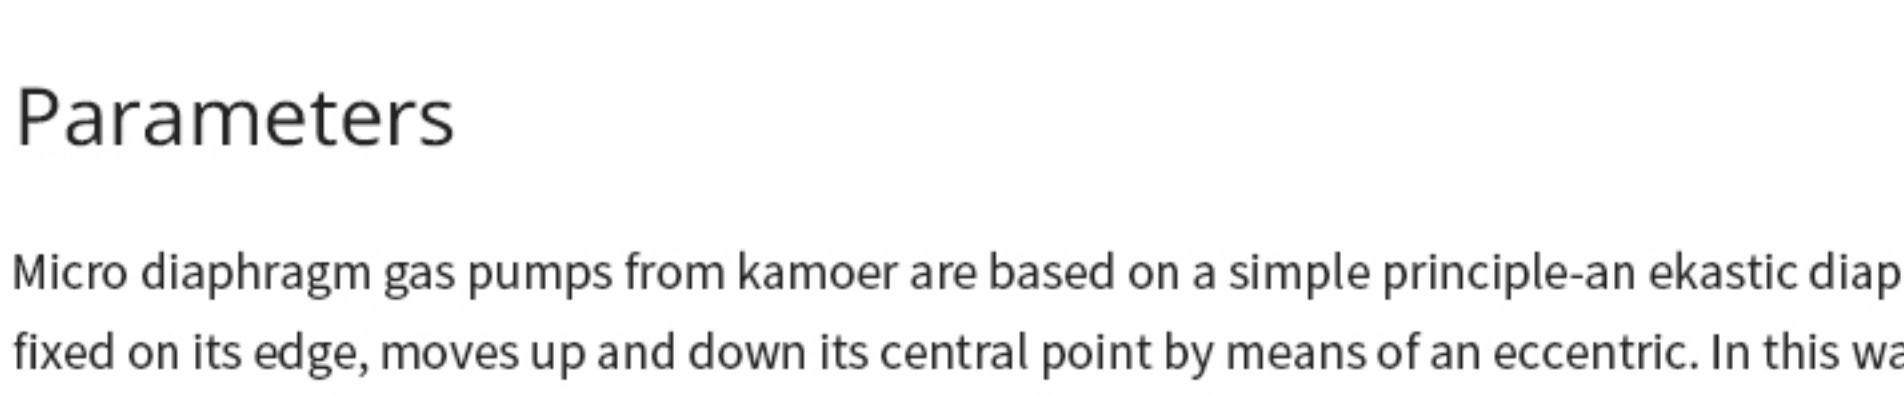 Parameters
Micro diaphragm gas pumps from kamoer are based on a simple principle-an ekastic diap
fixed on its edge, moves up and down its central point by means of an eccentric. In this wa